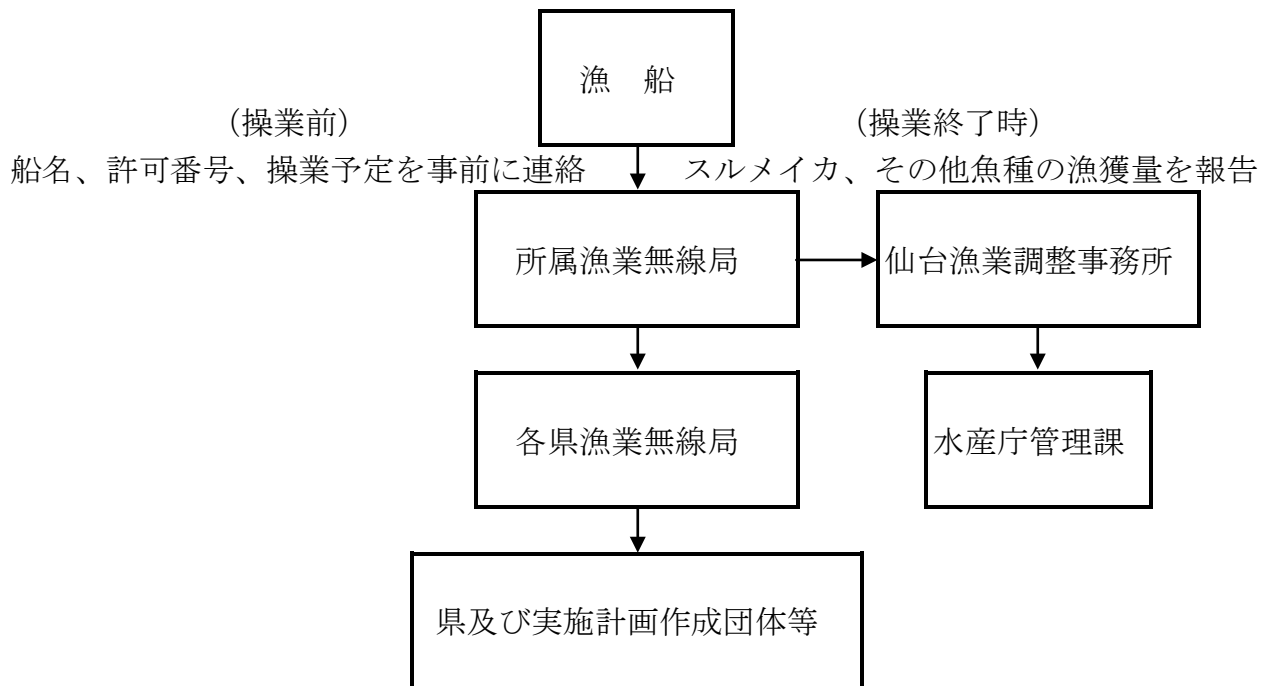 漁　船
（操業前）　（操業終了時）
船名、許可番号、操業予定を事前に連絡　スルメイカ、その他魚種の漁獲量を報告
所属漁業無線局　仙台漁業調整事務所
各県漁業無線局　水産庁管理課
県及び実施計画作成団体等